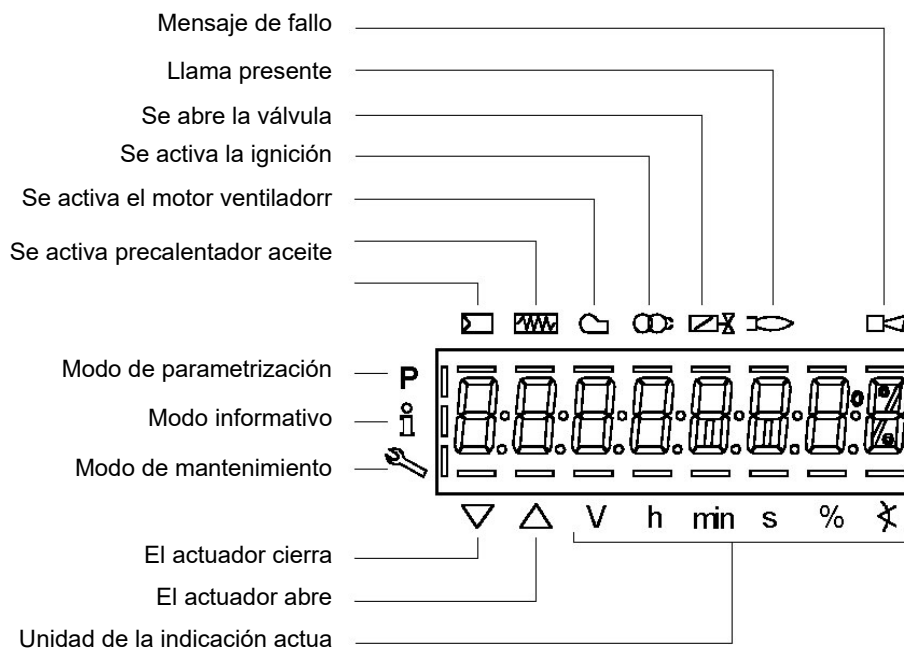 Mensaje de fallo
Llama presente
Se abre la válvula
Se activa la ignición
Se activa el motor ventiladorr
Se activa precalentador aceite
Modo de parametrización
P
Modo informativo
i
Modo de mantenimiento
V h min s %
El actuador cierra
El actuador abre
Unidad de la indicación actua